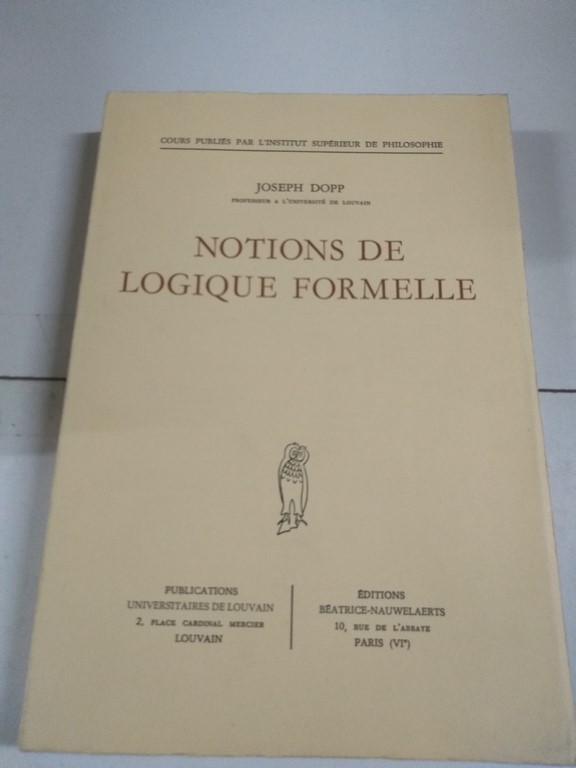 COURS PUBLIÉS PAR L'INSTITUT SUPÉRIEUR DE PHILOSOPHIE
JOSEPH DOPP
PROFESSEUR A L'UNIVERSITÉ DE LOUVAIN
NOTIONS DE
LOGIQUE FORMELLE
PUBLICATIONS
UNIVERSITAIRES DE LOUVAIN
2, PLACE CARDINAL MERCIER
LOUVAIN
ÉDITIONS
BÉATRICE-NAUWELAERTS
10, RUE DE L'ABBAYE
PARIS (VIe)